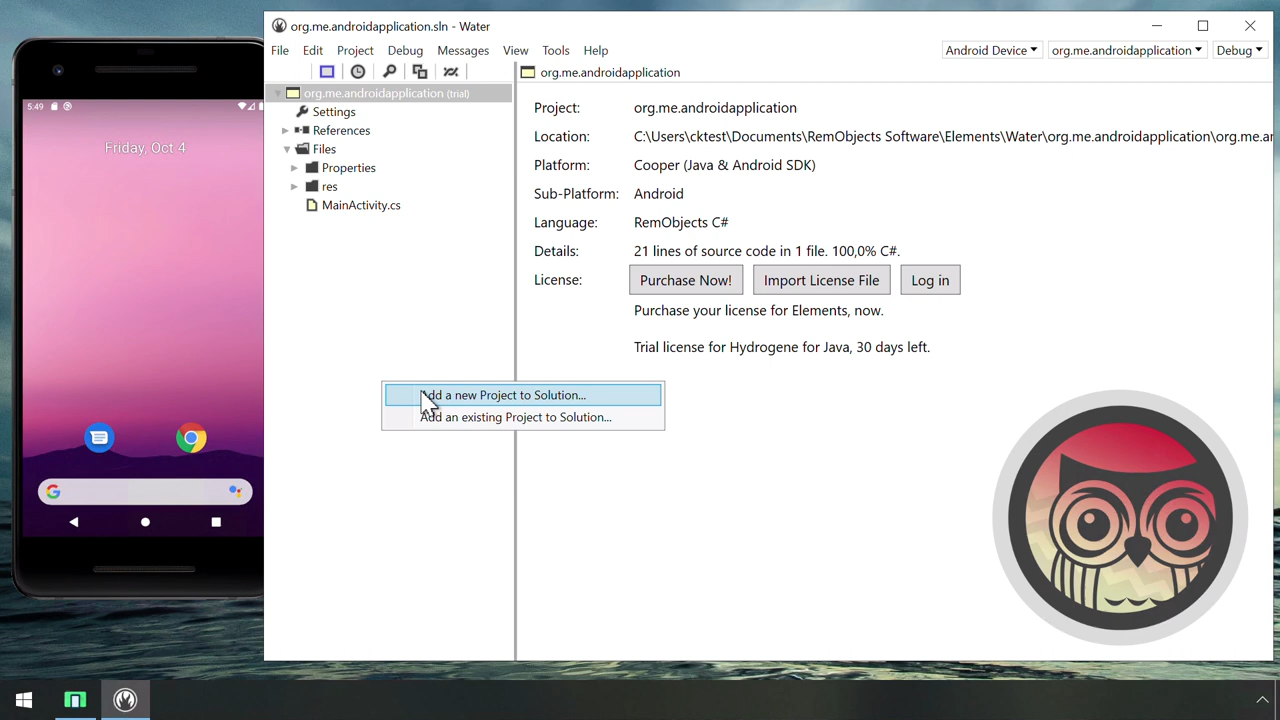 org.me.androidapplication.sln - Water
File Edit Project Debug Messages View Tools Help
Android Device org.me.androidapplication Debug
org.me.androidapplication (trial)
Settings
References
Files
Properties
res
MainActivity.cs
org.me.androidapplication
Project: org.me.androidapplication
Location: C:\Users\cktest\Documents\RemObjects Software\Elements\Water\org.me.androidapplication\org.me.ar
Platform: Cooper (Java & Android SDK)
Sub-Platform: Android
Language: RemObjects C#
Details: 21 lines of source code in 1 file. 100,0% C#.
License: Purchase Now! Import License File Log in
Purchase your license for Elements, now.
Trial license for Hydrogene for Java, 30 days left.
Add a new Project to Solution...
Add an existing Project to Solution...
5:49
Friday, Oct 4